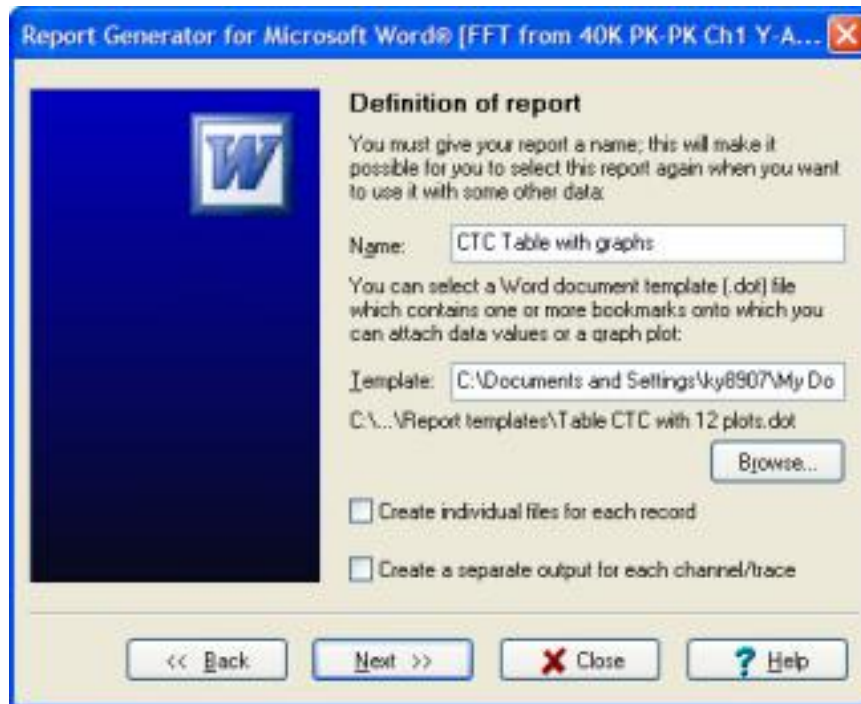 Report Generator for Microsoft Word® [FFT from 40K PK-PK Ch1 Y-A...
W
Definition of report
You must give your report a name; this will make it
possible for you to select this report again when you want
to use it with some other data:
Name: CTC Table with graphs
You can select a Word document template (.dot) file
which contains one or more bookmarks onto which you
can attach data values or a graph plot:
Template: C:\Documents and Settings\ky8907\My Do
C:\...\Report templates\Table CTC with 12 plots.dot
Browse...
Create individual files for each record
Create a separate output for each channel/trace
<< Back
Next >>
Close
Help